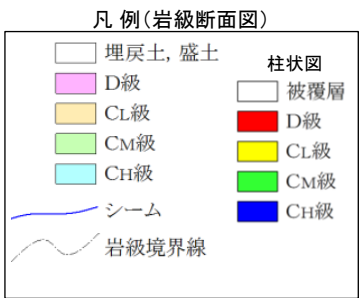 凡 例(岩級断面図)
埋戻土, 盛土
D級
CL級
CM級
CH級
シーム
岩級境界線
柱状図
被覆層
D級
CL級
CM級
CH級